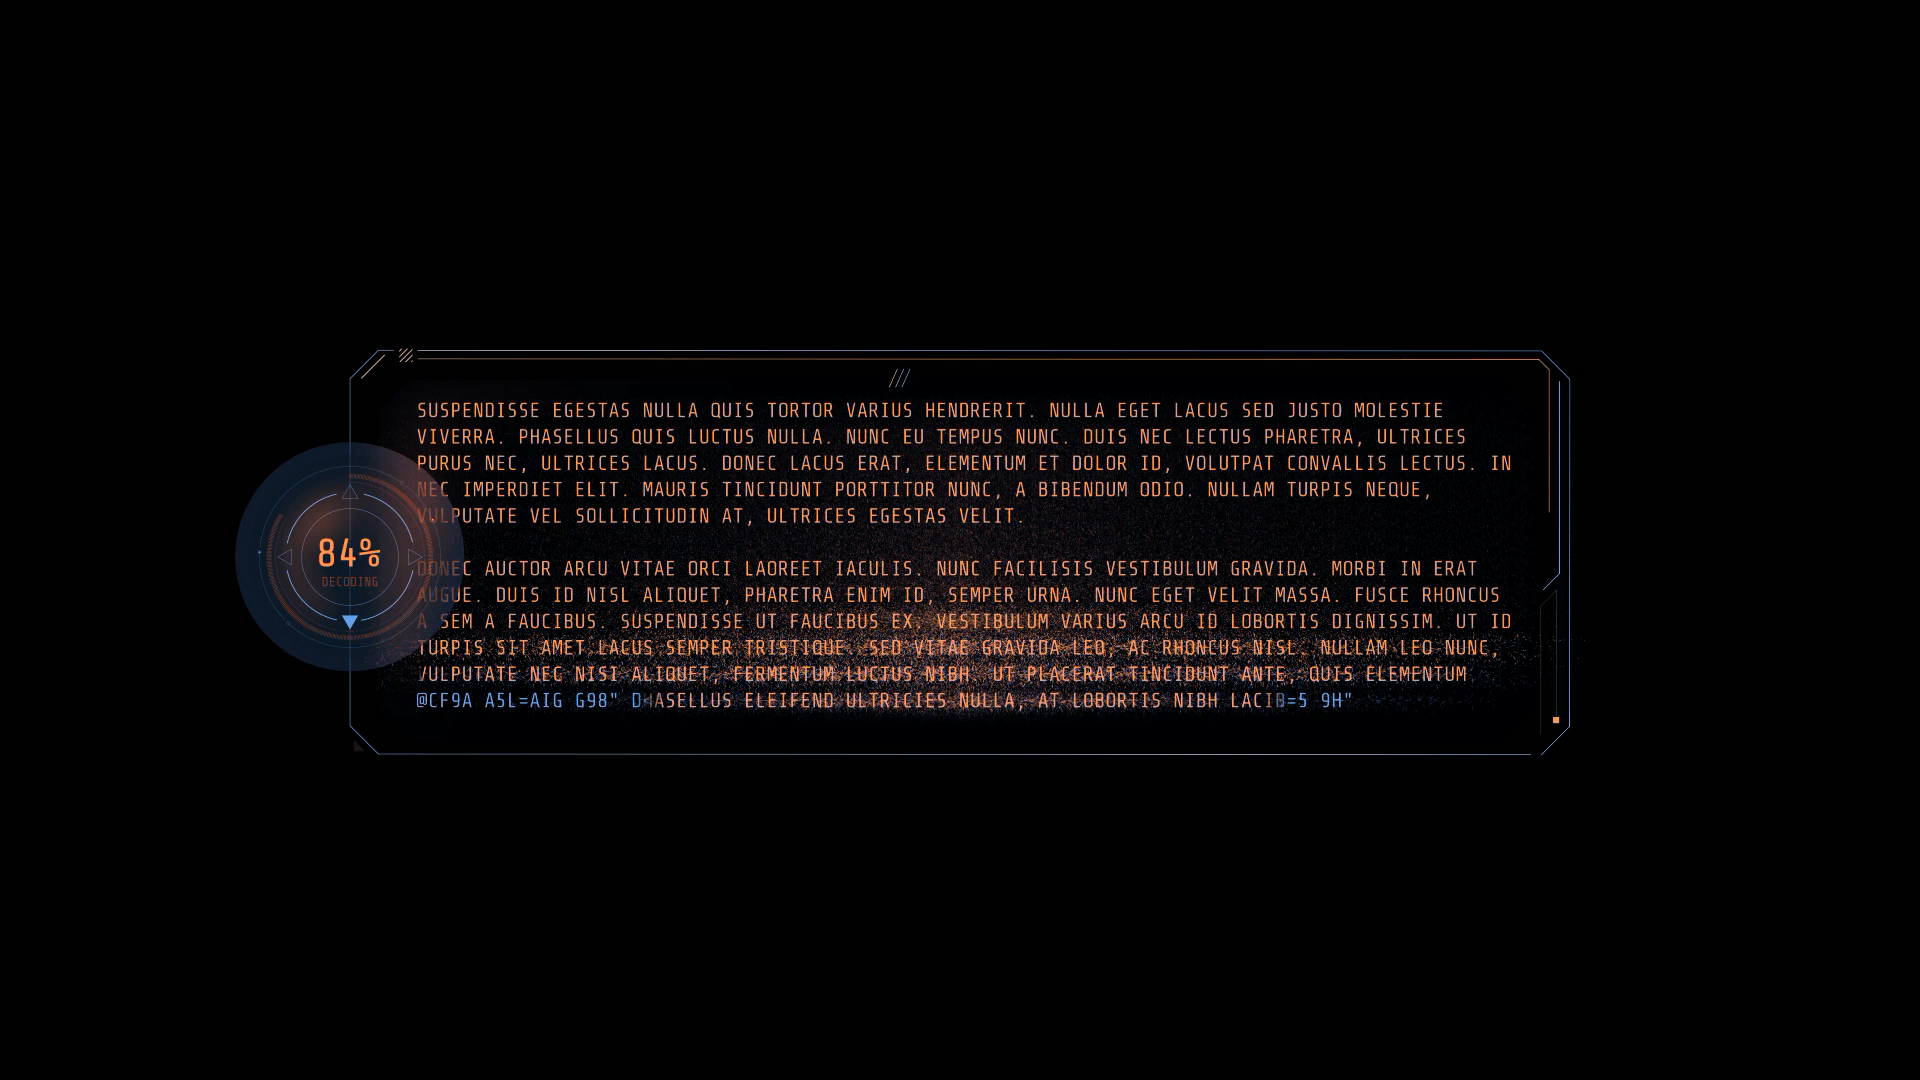 SUSPENDISSE EGESTAS NULLA QUIS TORTOR VARIUS HENDRERIT. NULLA EGET LACUS SED JUSTO MOLESTIE
VIVERRA. PHASELLUS QUIS LUCTUS NULLA. NUNC EU TEMPUS NUNC. DUIS NEC LECTUS PHARETRA, ULTRICES
PURUS NEC, ULTRICES LACUS. DONEC LACUS ERAT, ELEMENTUM ET DOLOR ID, VOLUTPAT CONVALLIS LECTUS. IN
NEC IMPERDIET ELIT. MAURIS TINCIDUNT PORTTITOR NUNC, A BIBENDUM ODIO. NULLAM TURPIS NEQUE,
VULPUTATE VEL SOLLICITUDIN AT, ULTRICES EGESTAS VELIT.
84%
DECODING
DONEC AUCTOR ARCU VITAE ORCI LAOREET IACULIS. NUNC FACILISIS VESTIBULUM GRAVIDA. MORBI IN ERAT
AUGUE. DUIS ID NISL ALIQUET, PHARETRA ENIM ID, SEMPER URNA. NUNC EGET VELIT MASSA. FUSCE RHONCUS
A SEM A FAUCIBUS. SUSPENDISSE UT FAUCIBUS EX. VESTIBULUM VARIUS ARCU ID LOBORTIS DIGNISSIM. UT ID
TURPIS SIT AMET LACUS SEMPER TRISTIQUE. SED VITAE GRAVIDA LEO, AC RHONCUS NISL. NULLAM LEO NUNC,
VULPUTATE NEC NISI ALIQUET, FERMENTUM LUCTUS NIBH. UT PLACERAT TINCIDUNT ANTE, QUIS ELEMENTUM
@CF9A A5L=AIG G98" D<ASELLUS ELEIFEND ULTRICIES NULLA, AT LOBORTIS NIBH LACIB=5 9H"